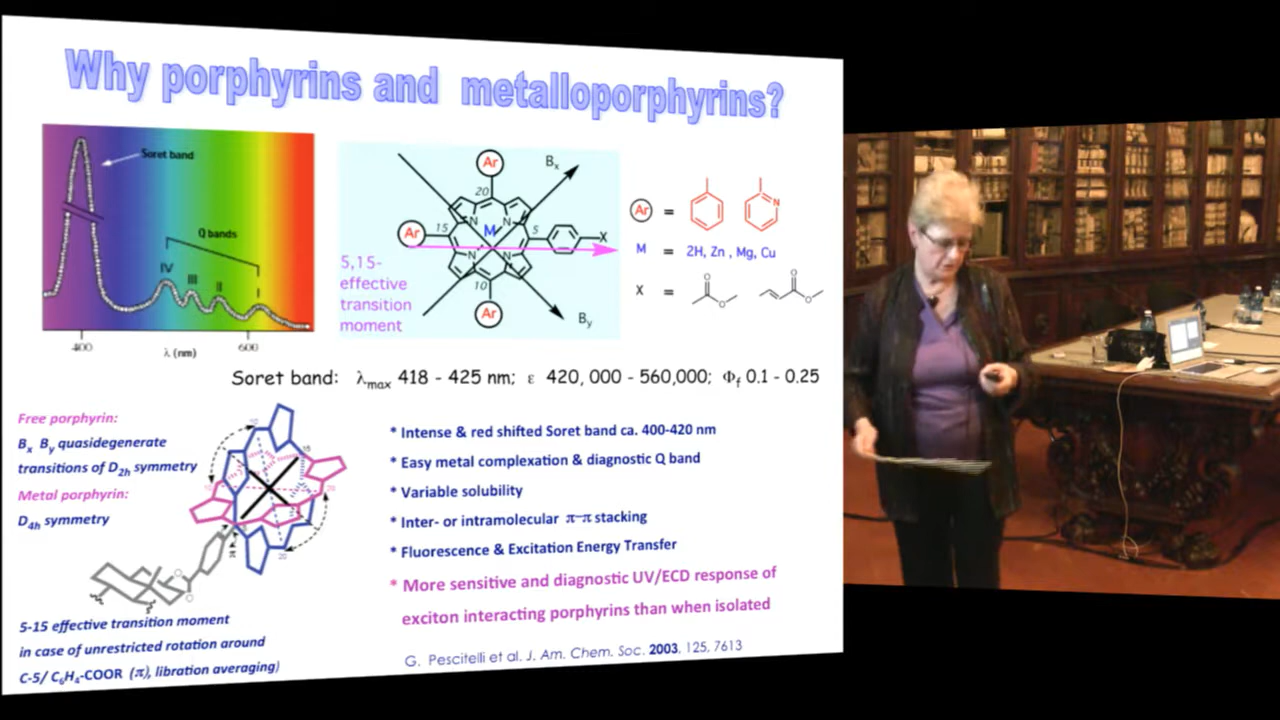 Why porphyrins and metalloporphyrins?
Soret band
Q bands
IV
III
II
I
400
λ (nm)
600
Ar
20
Bx
Ar
15
M
N
N
N
N
5
X
5,15-
effective
transition
moment
10
Ar
By
Ar =
N
M = 2H, Zn , Mg, Cu
X =
O
O
O
O
Soret band: λmax 418 - 425 nm; ε 420, 000 - 560,000; Φf 0.1 - 0.25
Free porphyrin:
Bx By quasidegenerate
transitions of D2h symmetry
Metal porphyrin:
D4h symmetry
O
O
5-15 effective transition moment
in case of unrestricted rotation around
C-5/ C6H4-COOR (π), libration averaging)
* Intense & red shifted Soret band ca. 400-420 nm
* Easy metal complexation & diagnostic Q band
* Variable solubility
* Inter- or intramolecular π–π stacking
* Fluorescence & Excitation Energy Transfer
* More sensitive and diagnostic UV/ECD response of
exciton interacting porphyrins than when isolated
G. Pescitelli et al. J. Am. Chem. Soc. 2003, 125, 7613